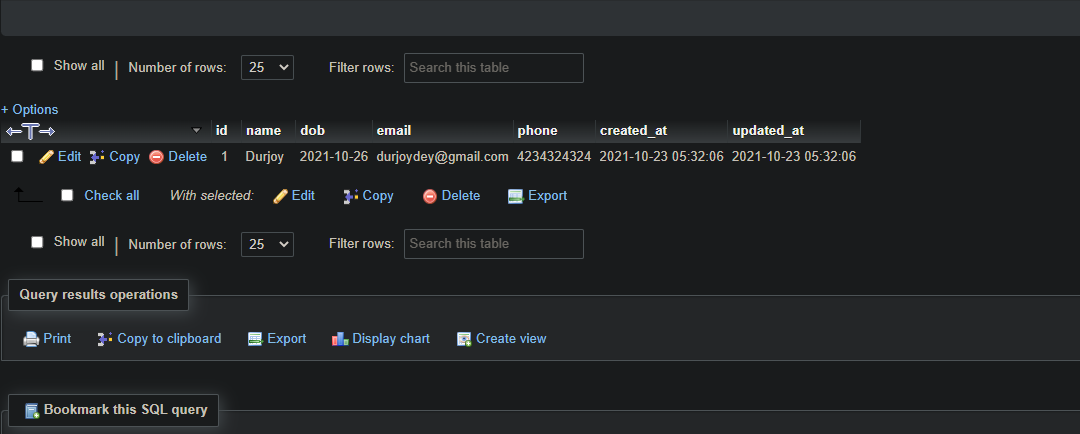 Show all | Number of rows: 25 Filter rows: Search this table
+ Options
id name dob email phone created_at updated_at
Edit Copy Delete 1 Durjoy 2021-10-26 durjoydey@gmail.com 4234324324 2021-10-23 05:32:06 2021-10-23 05:32:06
Check all With selected: Edit Copy Delete Export
Show all | Number of rows: 25 Filter rows: Search this table
Query results operations
Print Copy to clipboard Export Display chart Create view
Bookmark this SQL query